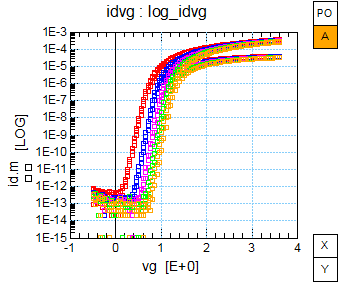 idvg : log_idvg
PO
A
1E-3
1E-4
1E-5
1E-6
1E-7
1E-8
1E-9
1E-10
1E-11
1E-12
1E-13
1E-14
1E-15
id.m [LOG]
-1 0 1 2 3 4
vg [E+0]
X
Y